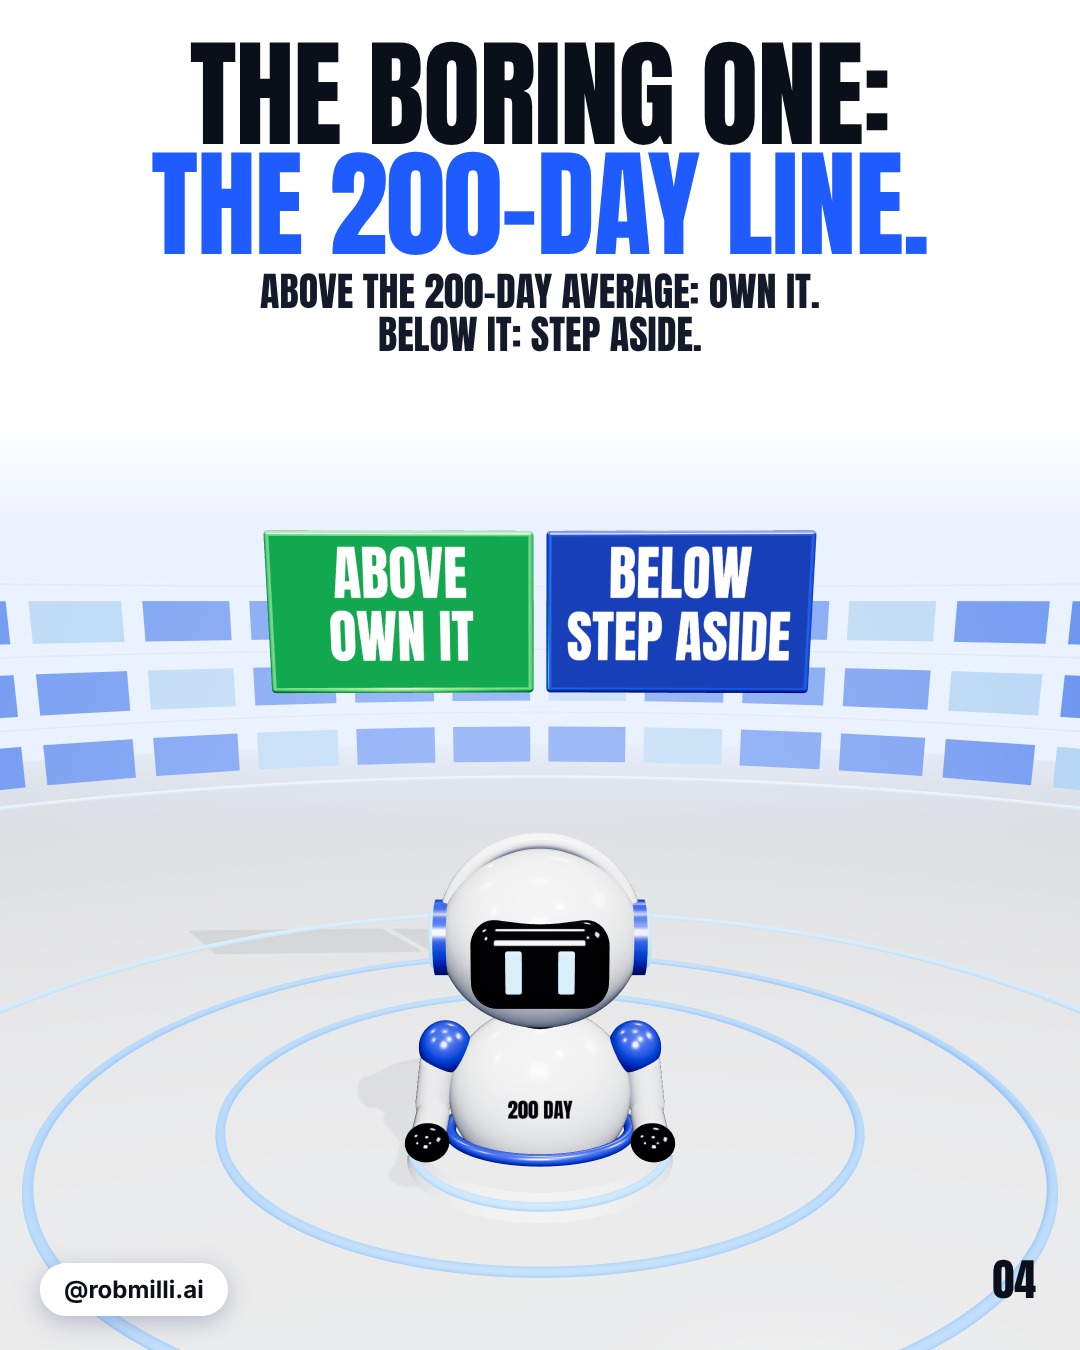 THE BORING ONE:
THE 200-DAY LINE.
ABOVE THE 200-DAY AVERAGE: OWN IT.
BELOW IT: STEP ASIDE.
ABOVE
OWN IT
BELOW
STEP ASIDE
200 DAY
@robmilli.ai
04